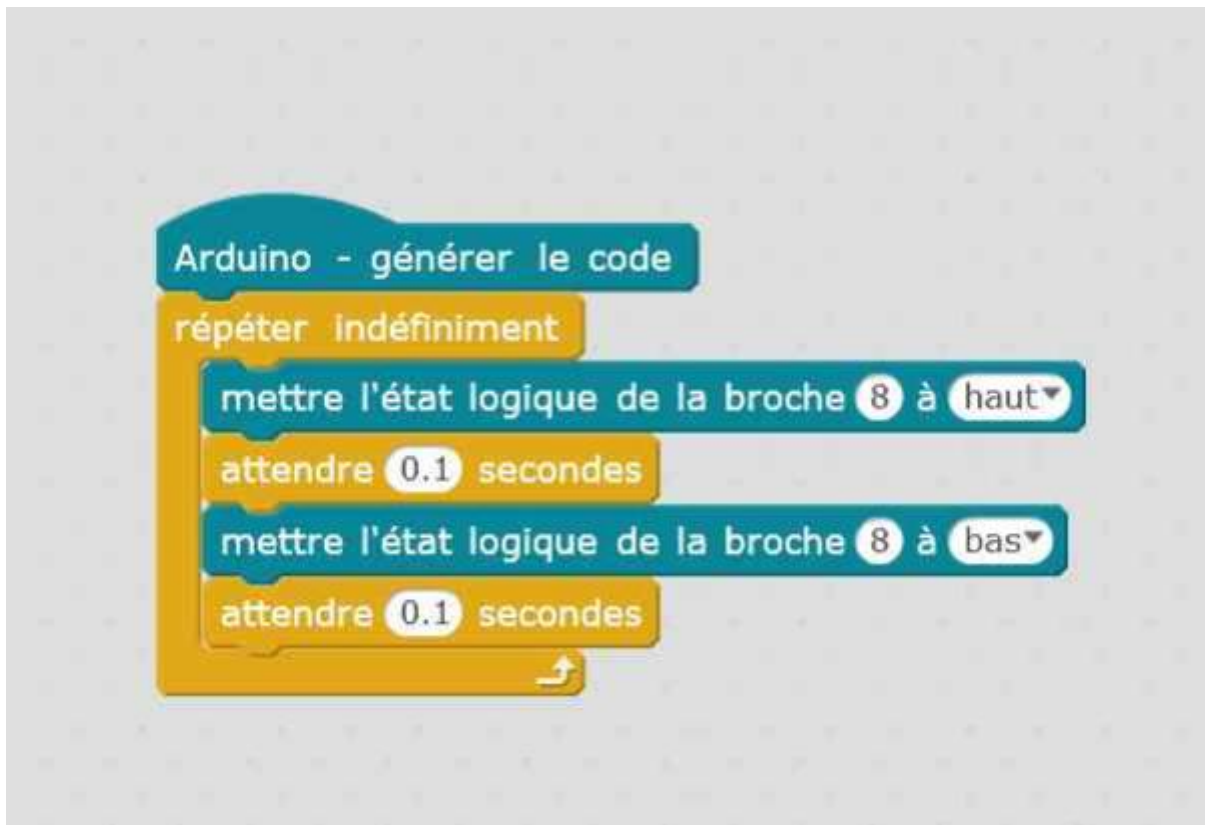 Arduino - générer le code
répéter indéfiniment
mettre l'état logique de la broche 8 à haut
attendre 0.1 secondes
mettre l'état logique de la broche 8 à bas
attendre 0.1 secondes